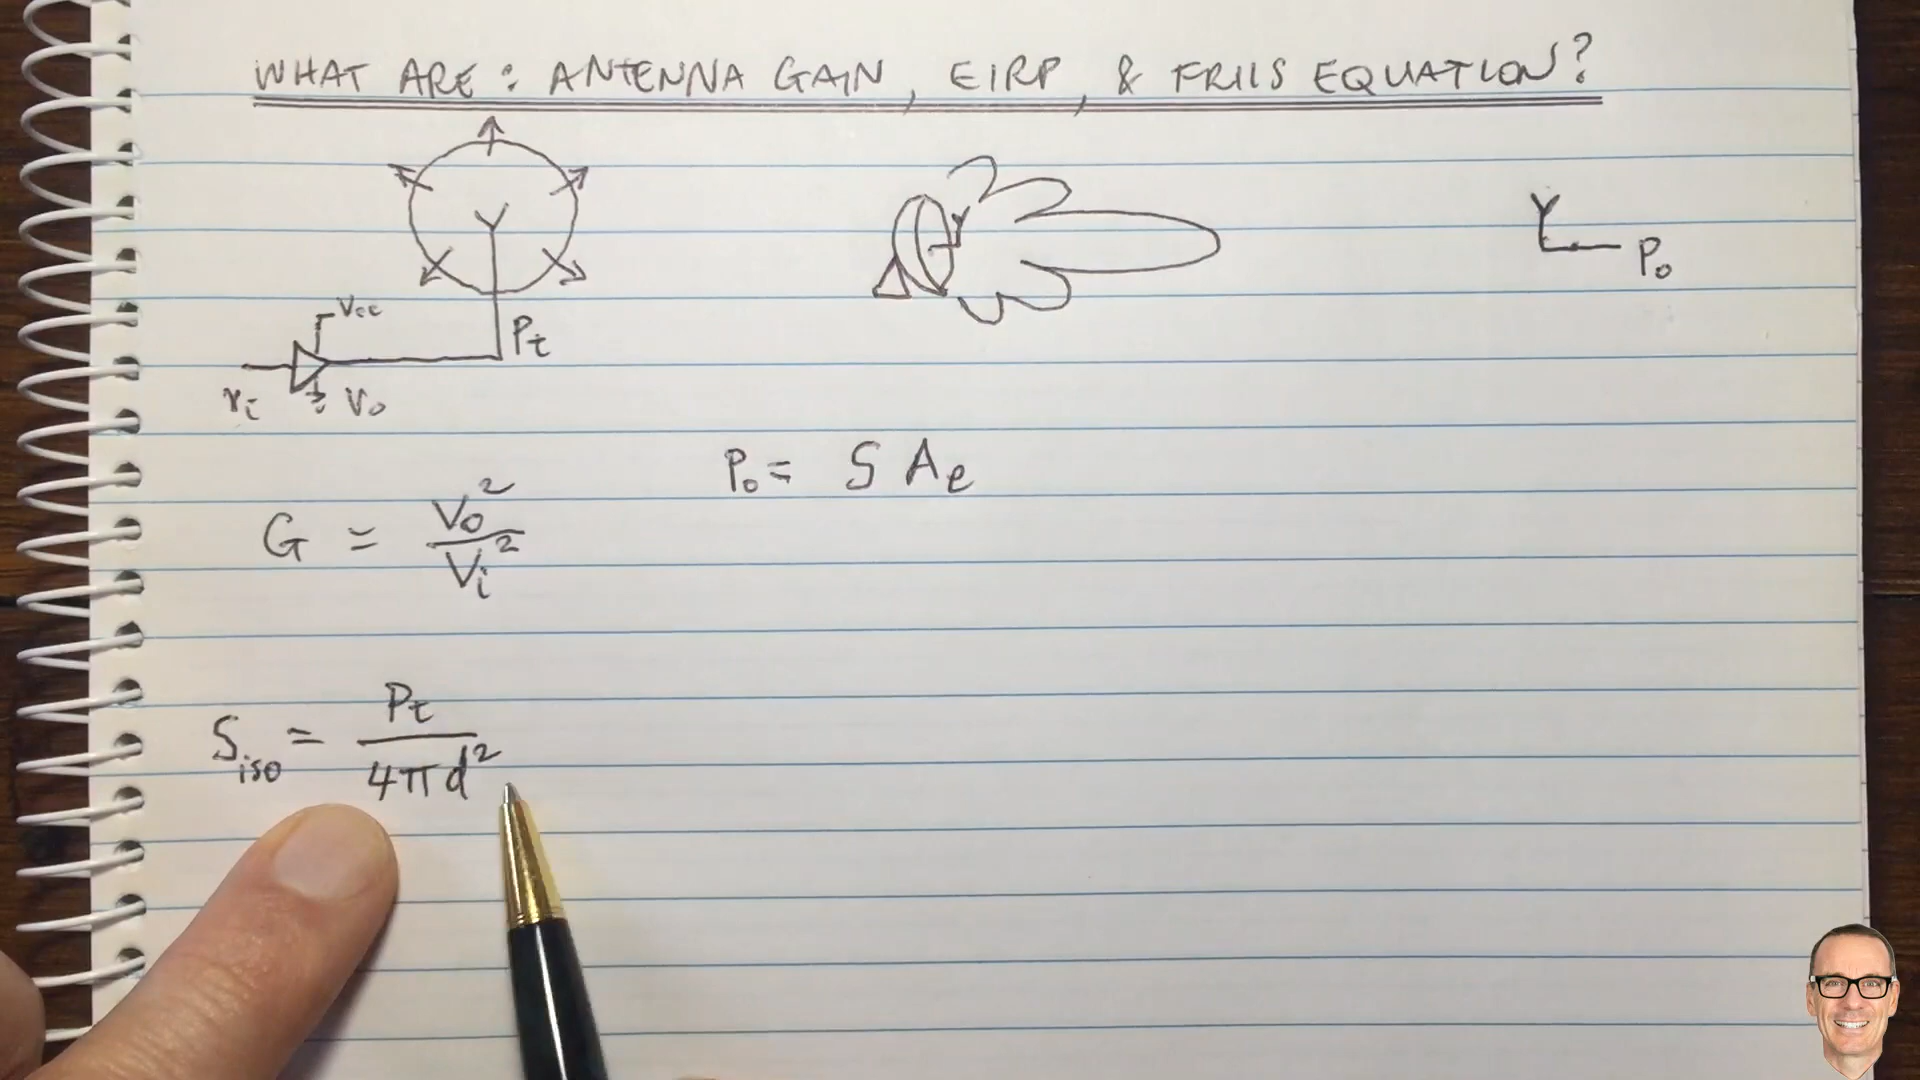 WHAT ARE: ANTENNA GAIN, EIRP, & FRIIS EQUATION?
Po
Vcc
Pt
Vi Vo
Po = S Ae
G = Vo² / Vi²
Siso = Pt / 4πd²